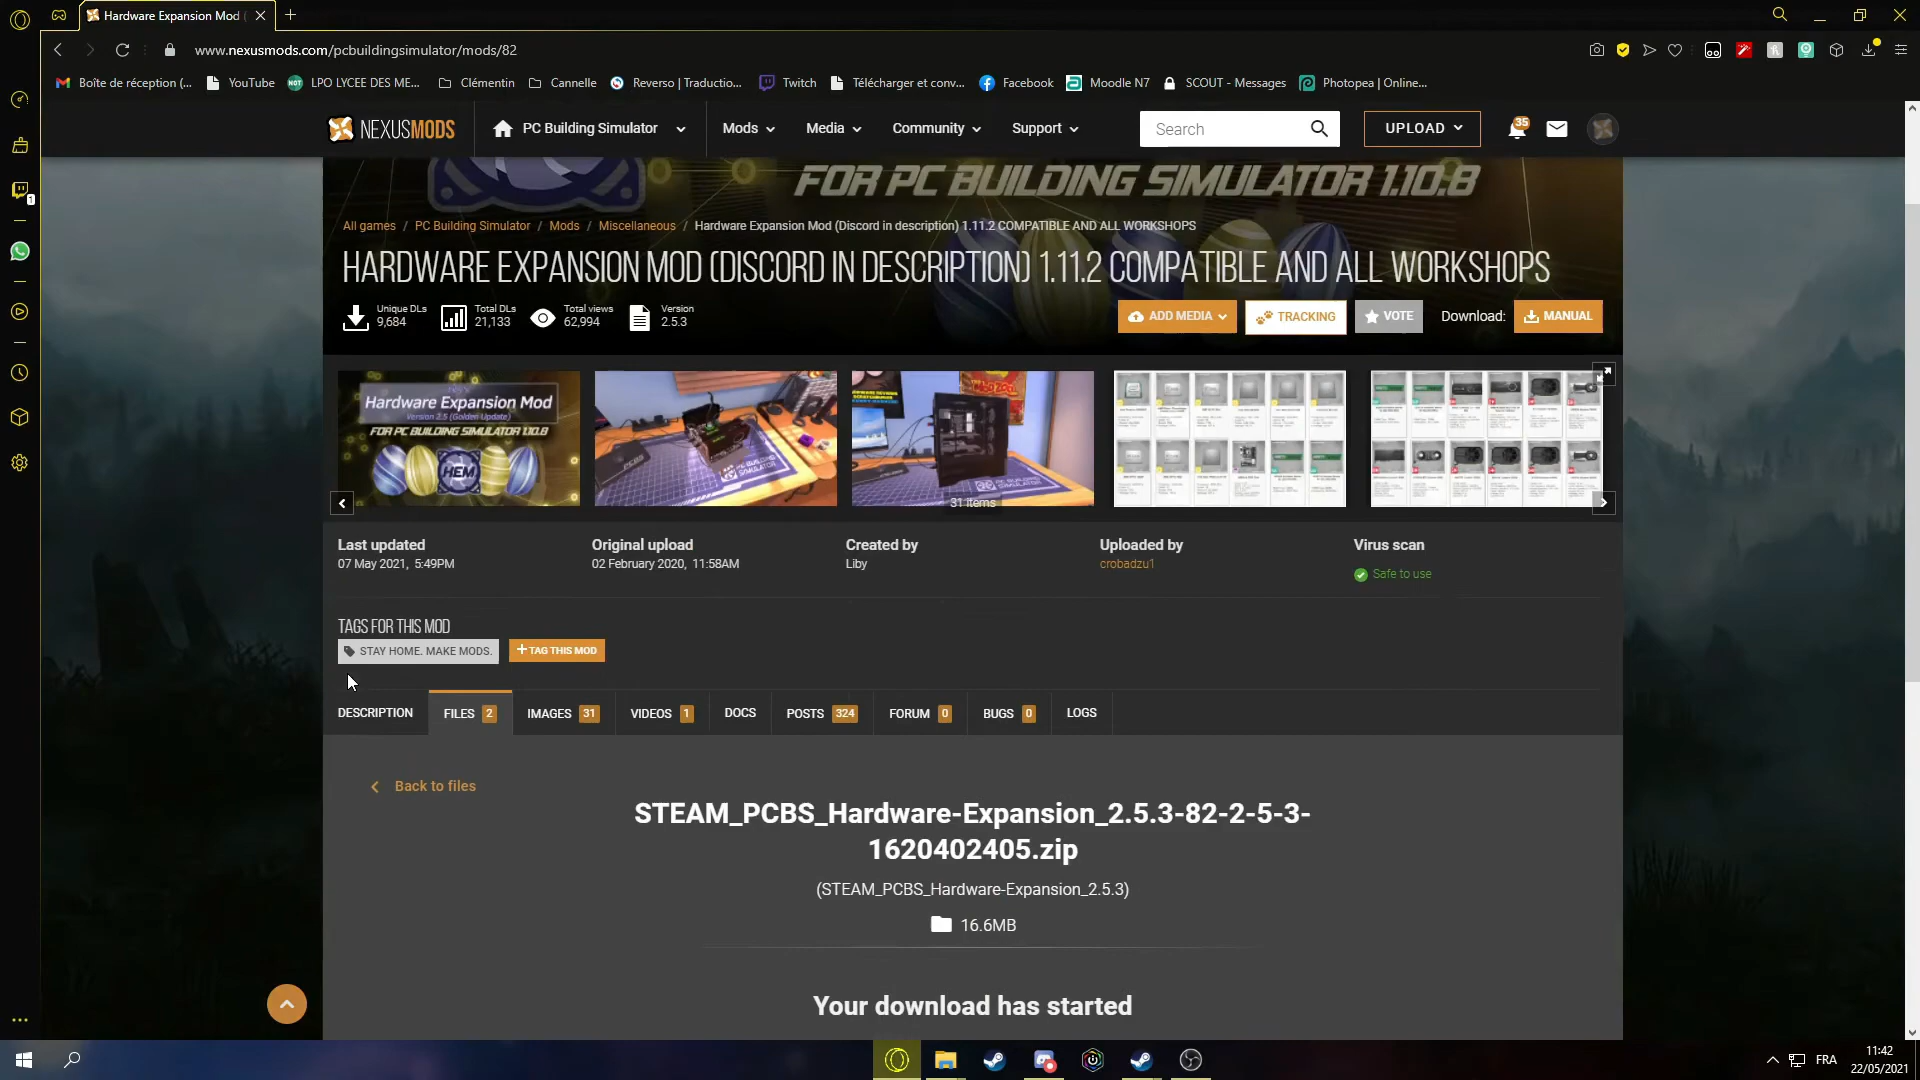 Hardware Expansion Mod (
www.nexusmods.com/pcbuildingsimulator/mods/82
Boîte de réception (... YouTube LPO LYCEE DES ME... Clémentin Cannelle Reverso | Traductio... Twitch Télécharger et conv... Facebook Moodle N7 SCOUT - Messages Photopea | Online...
NEXUSMODS PC Building Simulator Mods Media Community Support Search UPLOAD 35
FOR PC BUILDING SIMULATOR 1.10.8
1
All games / PC Building Simulator / Mods / Miscellaneous / Hardware Expansion Mod (Discord in description) 1.11.2 COMPATIBLE AND ALL WORKSHOPS
HARDWARE EXPANSION MOD (DISCORD IN DESCRIPTION) 1.11.2 COMPATIBLE AND ALL WORKSHOPS
Unique DLs Total DLs Total views Version
9,684 21,133 62,994 2.5.3
ADD MEDIA TRACKING VOTE Download: MANUAL
Hardware Expansion Mod
Version 2.5 (Golden Update)
FOR PC BUILDING SIMULATOR 1.10.8
HEM
31 items
Last updated Original upload Created by Uploaded by Virus scan
07 May 2021, 5:49PM 02 February 2020, 11:58AM Liby crobadzu1 Safe to use
TAGS FOR THIS MOD
STAY HOME. MAKE MODS. + TAG THIS MOD
DESCRIPTION FILES 2 IMAGES 31 VIDEOS 1 DOCS POSTS 324 FORUM 0 BUGS 0 LOGS
Back to files
STEAM_PCBS_Hardware-Expansion_2.5.3-82-2-5-3-
1620402405.zip
(STEAM_PCBS_Hardware-Expansion_2.5.3)
16.6MB
Your download has started
FRA
11:42
22/05/2021